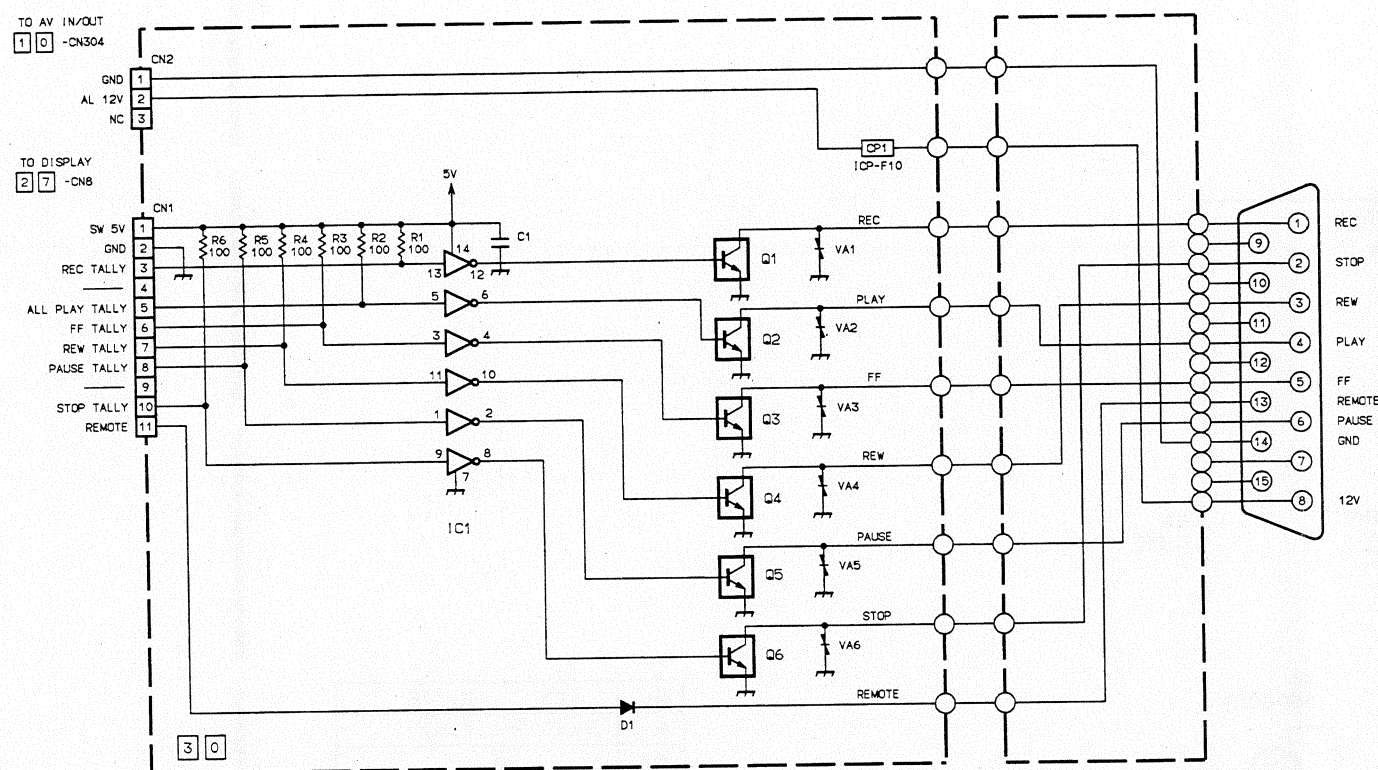 TO AV IN/OUT
1 0 -CN304
CN2
GND 1
AL 12V 2
NC 3
CP1
ICP-F10
TO DISPLAY
2 7 -CN8
CN1
5V
SW 5V 1
GND 2
REC TALLY 3
4
ALL PLAY TALLY 5
FF TALLY 6
REW TALLY 7
PAUSE TALLY 8
9
STOP TALLY 10
REMOTE 11
R6 R5 R4 R3 R2 R1
100 100 100 100 100 100
C1
14
13 12
5 6
3 4
11 10
1 2
9 8
7
IC1
REC
Q1 VA1
PLAY
Q2 VA2
FF
Q3 VA3
REW
Q4 VA4
PAUSE
Q5 VA5
STOP
Q6 VA6
REMOTE
D1
3 0
1 REC
9
2 STOP
10
3 REW
11
4 PLAY
12
5 FF
13 REMOTE
6 PAUSE
14 GND
7
15
8 12V